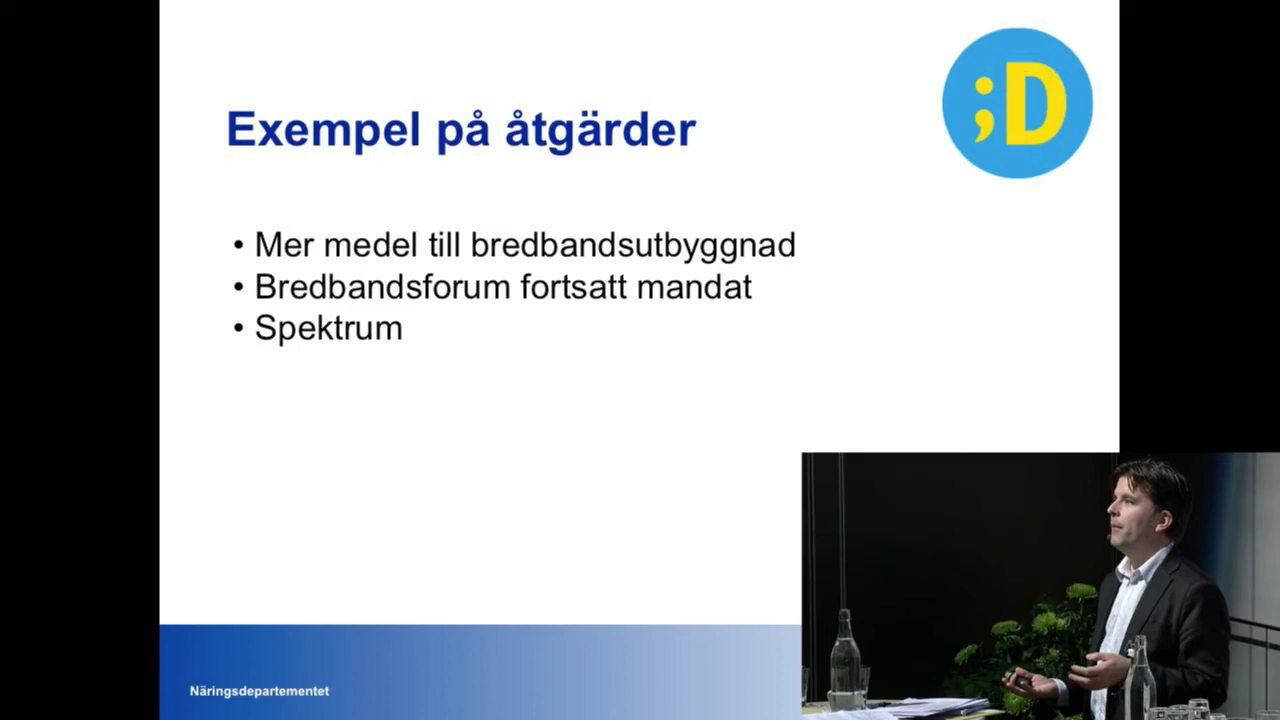 ;D
Exempel på åtgärder
• Mer medel till bredbandsutbyggnad
• Bredbandsforum fortsatt mandat
• Spektrum
Näringsdepartementet